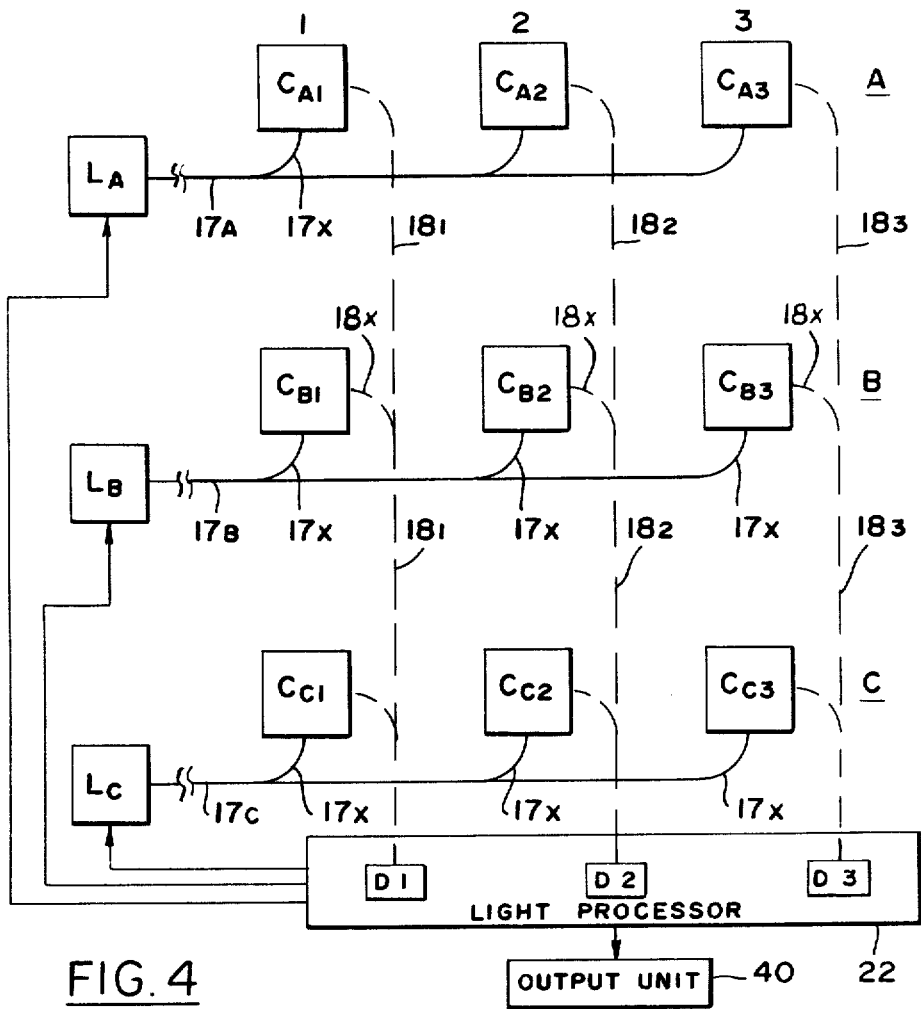 1 2 3
CA1 CA2 CA3 A
LA
17A 17X 181 182 183
18X 18X 18X
CB1 CB2 CB3 B
LB
17B 17X 17X 17X
181 182 183
CC1 CC2 CC3 C
LC
17C 17X 17X 17X
D1 D2 D3
LIGHT PROCESSOR
22
OUTPUT UNIT 40
FIG. 4